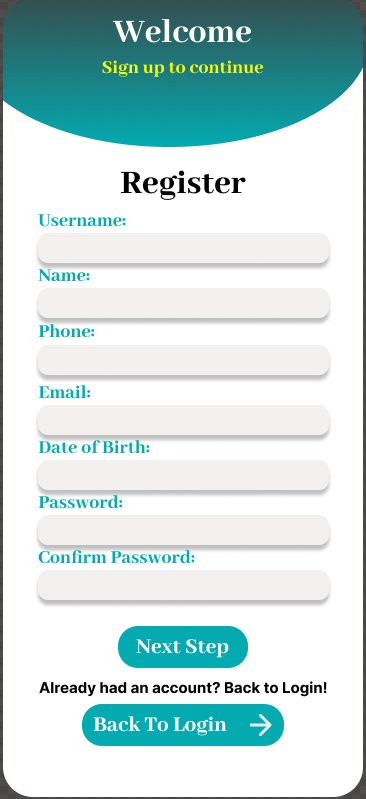 Welcome
Sign up to continue
Register
Username:
Name:
Phone:
Email:
Date of Birth:
Password:
Confirm Password:
Next Step
Already had an account? Back to Login!
Back To Login